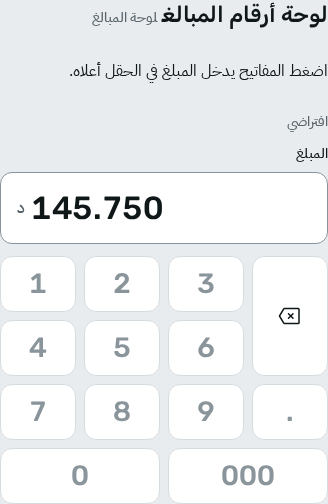 لوحة أرقام المبالغ لوحة المبالغ
اضغط المفاتيح يدخل المبلغ في الحقل أعلاه.
افتراضي
المبلغ
145.750 د
1 2 3
4 5 6
7 8 9 .
0 000